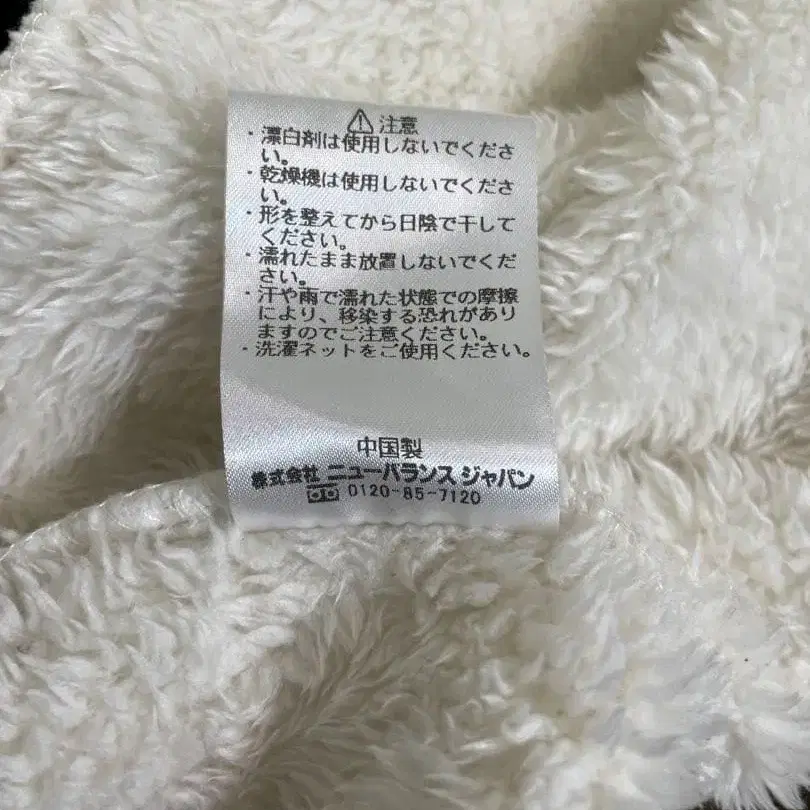 ⚠注意
・漂白剤は使用しないでくださ
い。
・乾燥機は使用しないでくださ
い。
・形を整えてから日陰で干して
ください。
・濡れたまま放置しないでくだ
さい。
・汗や雨で濡れた状態での摩擦
により、移染する恐れがあり
ますのでご注意ください。
・洗濯ネットをご使用ください。
中国製
株式会社 ニューバランス ジャパン
0120-85-7120